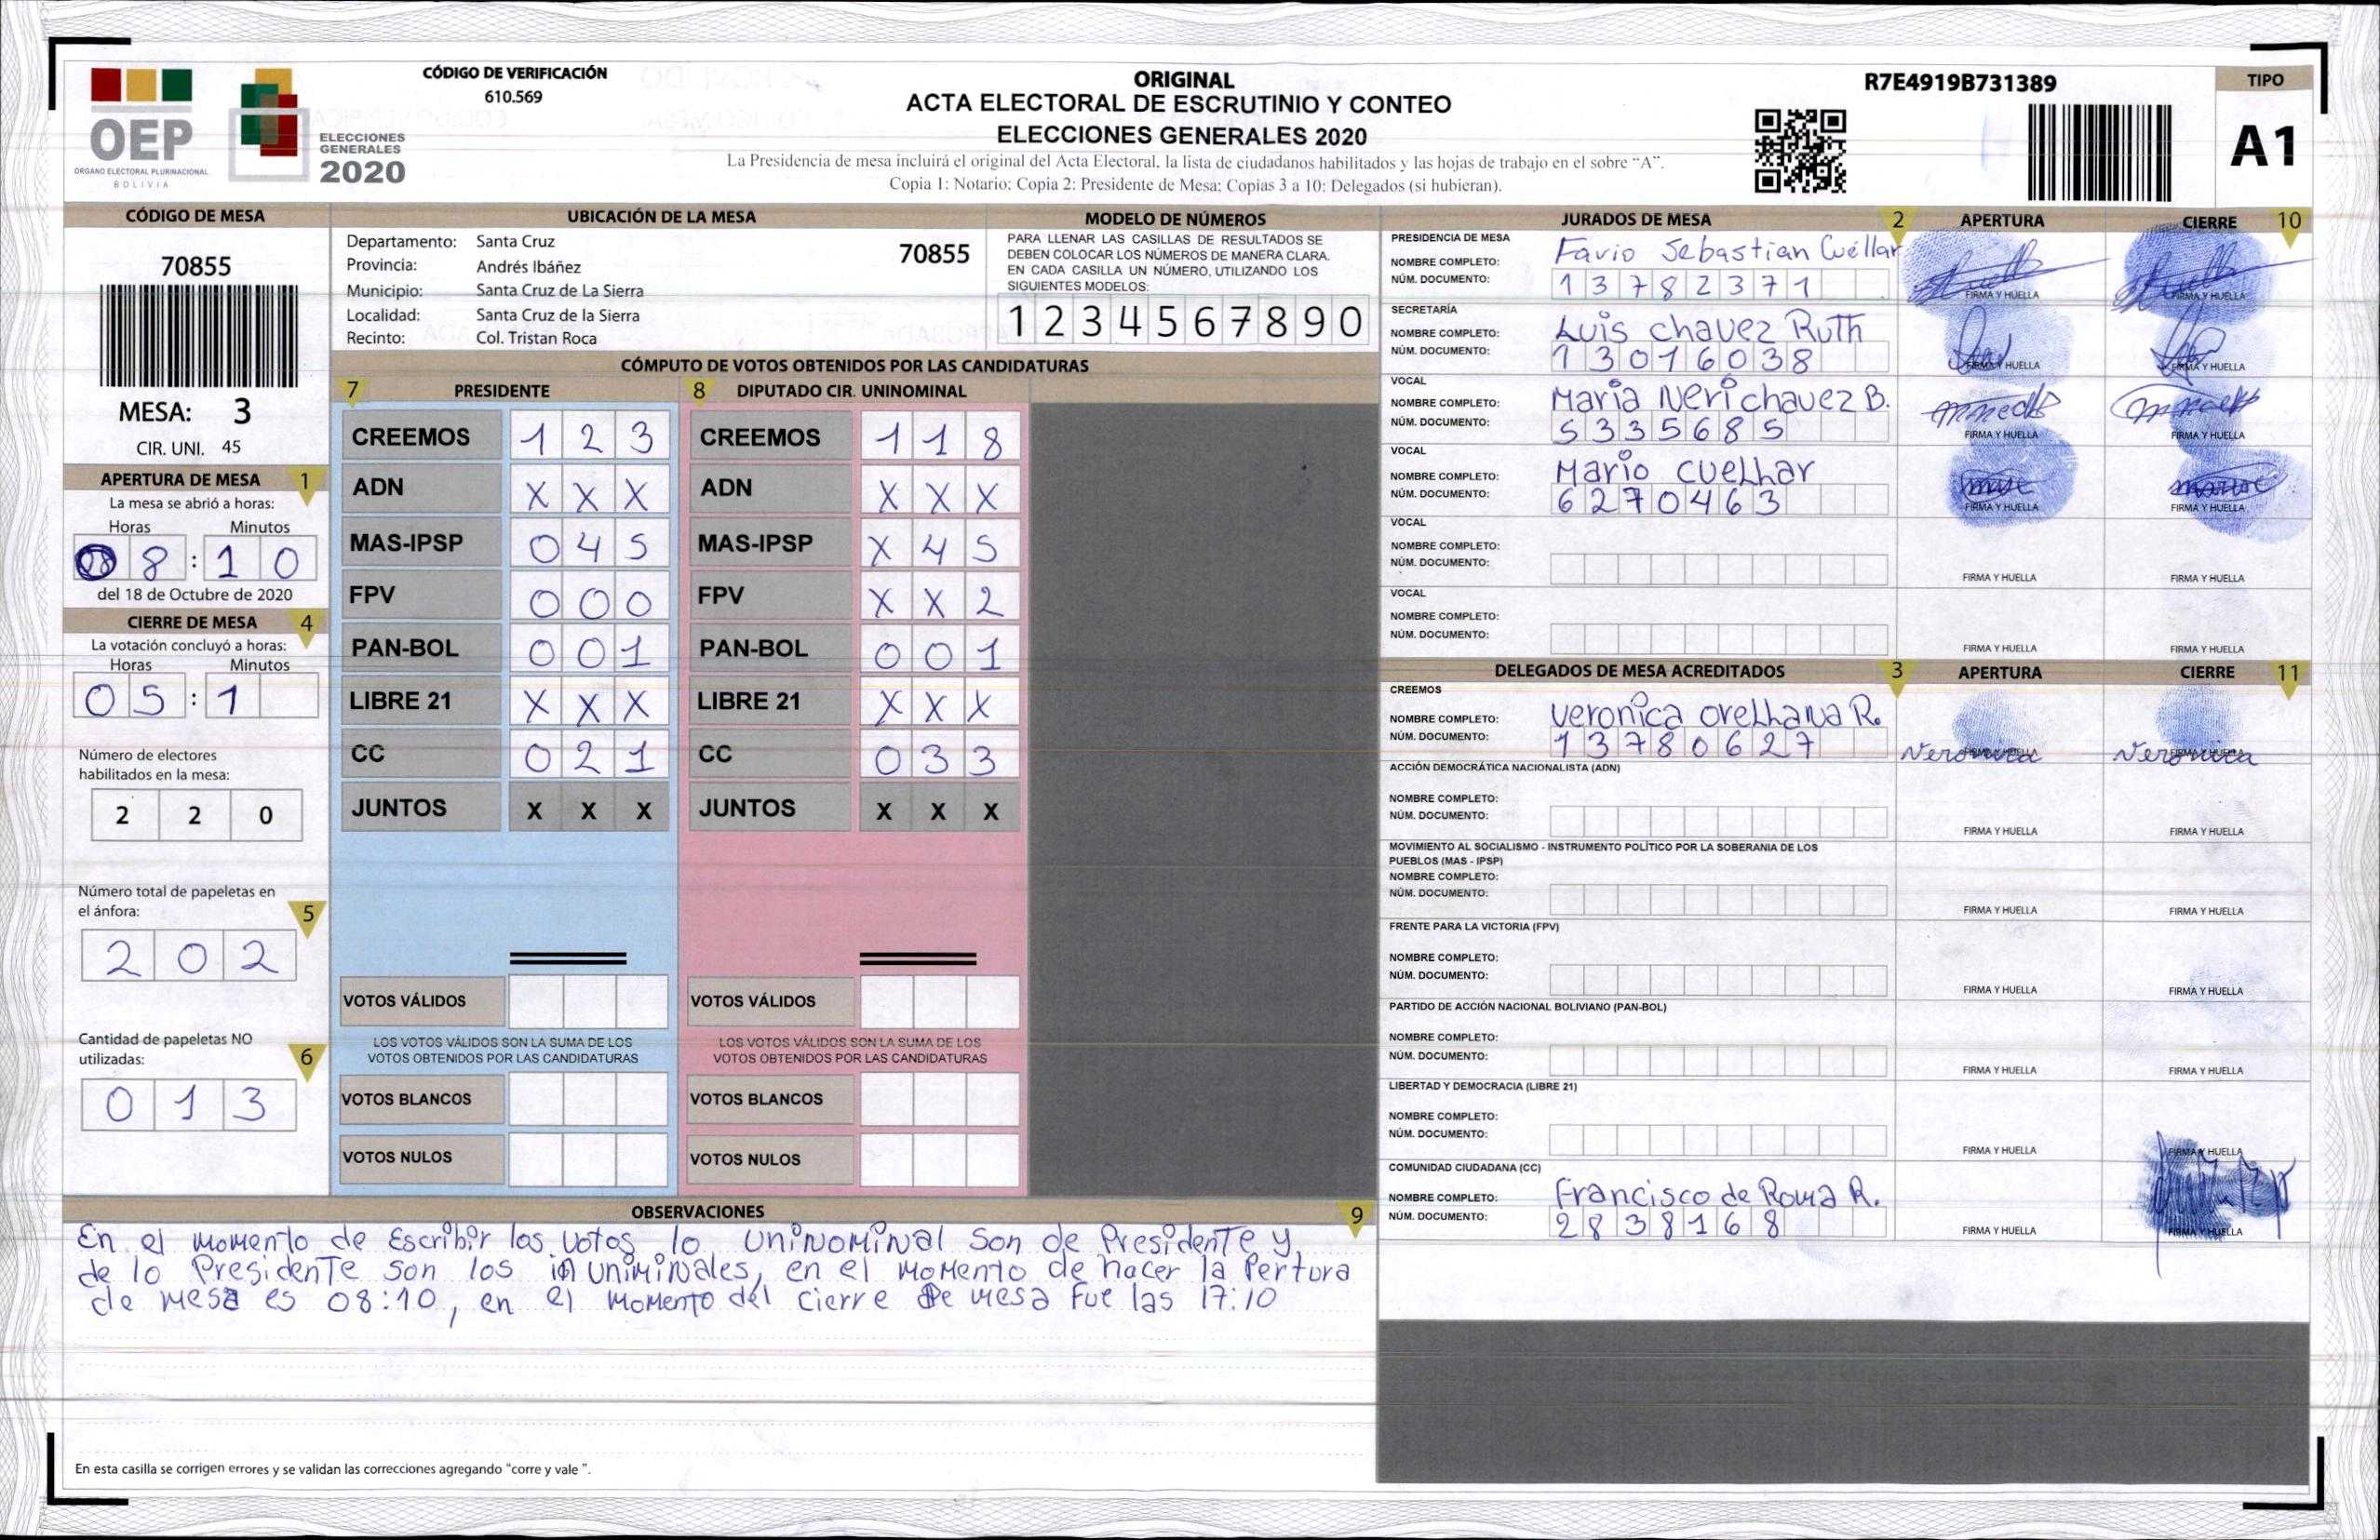 OEP
ORGANO ELECTORAL PLURINACIONAL
BOLIVIA
ELECCIONES
GENERALES
2020
CÓDIGO DE VERIFICACIÓN
610.569
ORIGINAL
ACTA ELECTORAL DE ESCRUTINIO Y CONTEO
ELECCIONES GENERALES 2020
La Presidencia de mesa incluirá el original del Acta Electoral, la lista de ciudadanos habilitados y las hojas de trabajo en el sobre "A".
Copia 1: Notario; Copia 2: Presidente de Mesa; Copias 3 a 10: Delegados (si hubieran).
R7E4919B731389
TIPO
A1
CÓDIGO DE MESA
70855
MESA: 3
CIR. UNI. 45
APERTURA DE MESA 1
La mesa se abrió a horas:
Horas Minutos
08 8 : 1 0
del 18 de Octubre de 2020
CIERRE DE MESA 4
La votación concluyó a horas:
Horas Minutos
0 5 : 1
Número de electores
habilitados en la mesa:
2 2 0
Número total de papeletas en
el ánfora: 5
2 0 2
Cantidad de papeletas NO
utilizadas: 6
0 1 3
UBICACIÓN DE LA MESA
Departamento: Santa Cruz 70855
Provincia: Andrés Ibáñez
Municipio: Santa Cruz de La Sierra
Localidad: Santa Cruz de la Sierra
Recinto: Col. Tristan Roca
MODELO DE NÚMEROS
PARA LLENAR LAS CASILLAS DE RESULTADOS SE
DEBEN COLOCAR LOS NÚMEROS DE MANERA CLARA.
EN CADA CASILLA UN NÚMERO, UTILIZANDO LOS
SIGUIENTES MODELOS:
1 2 3 4 5 6 7 8 9 0
CÓMPUTO DE VOTOS OBTENIDOS POR LAS CANDIDATURAS
7 PRESIDENTE
CREEMOS 1 2 3
ADN X X X
MAS-IPSP 0 4 5
FPV 0 0 0
PAN-BOL 0 0 1
LIBRE 21 X X X
CC 0 2 1
JUNTOS X X X
VOTOS VÁLIDOS
LOS VOTOS VÁLIDOS SON LA SUMA DE LOS
VOTOS OBTENIDOS POR LAS CANDIDATURAS
VOTOS BLANCOS
VOTOS NULOS
8 DIPUTADO CIR. UNINOMINAL
CREEMOS 1 1 8
ADN X X X
MAS-IPSP X 4 5
FPV X X 2
PAN-BOL 0 0 1
LIBRE 21 X X X
CC 0 3 3
JUNTOS X X X
VOTOS VÁLIDOS
LOS VOTOS VÁLIDOS SON LA SUMA DE LOS
VOTOS OBTENIDOS POR LAS CANDIDATURAS
VOTOS BLANCOS
VOTOS NULOS
OBSERVACIONES 9
En el momento de Escribir los votos lo uninominal son de Presidente y
de lo Presidente son los uniminales, en el momento de hacer la Pertura
de mesa es 08:10, en el momento del cierre de mesa fue las 17:10
En esta casilla se corrigen errores y se validan las correcciones agregando "corre y vale ".
JURADOS DE MESA 2 APERTURA CIERRE 10
PRESIDENCIA DE MESA
NOMBRE COMPLETO: Favio Sebastian Cuéllar
NÚM. DOCUMENTO: 1 3 7 8 2 3 7 1
FIRMA Y HUELLA FIRMA Y HUELLA
SECRETARÍA
NOMBRE COMPLETO: Luis chavez Ruth
NÚM. DOCUMENTO: 1 3 0 1 6 0 3 8
FIRMA Y HUELLA FIRMA Y HUELLA
VOCAL
NOMBRE COMPLETO: Maria Neri chavez B.
NÚM. DOCUMENTO: 5 3 3 5 6 8 5
FIRMA Y HUELLA FIRMA Y HUELLA
VOCAL
NOMBRE COMPLETO: Mario cuelhar
NÚM. DOCUMENTO: 6 2 7 0 4 6 3
FIRMA Y HUELLA FIRMA Y HUELLA
VOCAL
NOMBRE COMPLETO:
NÚM. DOCUMENTO:
FIRMA Y HUELLA FIRMA Y HUELLA
VOCAL
NOMBRE COMPLETO:
NÚM. DOCUMENTO:
FIRMA Y HUELLA FIRMA Y HUELLA
DELEGADOS DE MESA ACREDITADOS 3 APERTURA CIERRE 11
CREEMOS
NOMBRE COMPLETO: Veronica orelhana R.
NÚM. DOCUMENTO: 1 3 7 8 0 6 2 7
FIRMA Y HUELLA FIRMA Y HUELLA
Veronica Veronica
ACCIÓN DEMOCRÁTICA NACIONALISTA (ADN)
NOMBRE COMPLETO:
NÚM. DOCUMENTO:
FIRMA Y HUELLA FIRMA Y HUELLA
MOVIMIENTO AL SOCIALISMO - INSTRUMENTO POLÍTICO POR LA SOBERANIA DE LOS
PUEBLOS (MAS - IPSP)
NOMBRE COMPLETO:
NÚM. DOCUMENTO:
FIRMA Y HUELLA FIRMA Y HUELLA
FRENTE PARA LA VICTORIA (FPV)
NOMBRE COMPLETO:
NÚM. DOCUMENTO:
FIRMA Y HUELLA FIRMA Y HUELLA
PARTIDO DE ACCIÓN NACIONAL BOLIVIANO (PAN-BOL)
NOMBRE COMPLETO:
NÚM. DOCUMENTO:
FIRMA Y HUELLA FIRMA Y HUELLA
LIBERTAD Y DEMOCRACIA (LIBRE 21)
NOMBRE COMPLETO:
NÚM. DOCUMENTO:
FIRMA Y HUELLA FIRMA Y HUELLA
COMUNIDAD CIUDADANA (CC)
NOMBRE COMPLETO: Francisco de Roma R.
NÚM. DOCUMENTO: 2 8 3 8 1 6 8
FIRMA Y HUELLA FIRMA Y HUELLA